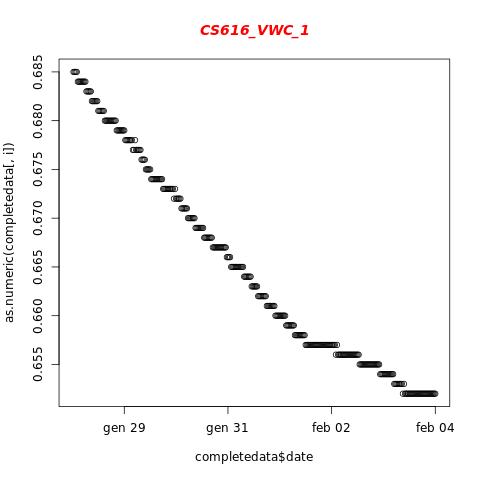 CS616_VWC_1
as.numeric(completedata[, i])
0.685
0.680
0.675
0.670
0.665
0.660
0.655
gen 29
gen 31
feb 02
feb 04
completedata$date